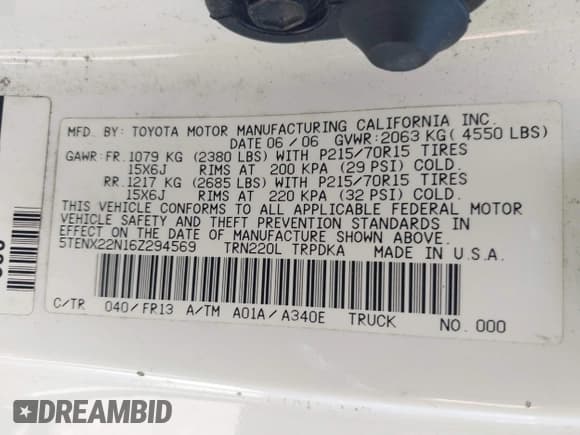 MFD. BY: TOYOTA MOTOR MANUFACTURING CALIFORNIA INC.
DATE 06/06 GVWR: 2063 KG( 4550 LBS)
GAWR: FR. 1079 KG (2380 LBS) WITH P215/70R15 TIRES
15X6J RIMS AT 200 KPA (29 PSI) COLD.
RR. 1217 KG (2685 LBS) WITH P215/70R15 TIRES
15X6J RIMS AT 220 KPA (32 PSI) COLD.
THIS VEHICLE CONFORMS TO ALL APPLICABLE FEDERAL MOTOR
VEHICLE SAFETY AND THEFT PREVENTION STANDARDS IN
EFFECT ON THE DATE OF MANUFACTURE SHOWN ABOVE.
5TENX22N16Z294569 TRN220L TRPDKA MADE IN U.S.A.
C/TR 040/FR13 A/TM A01A/A340E TRUCK NO. 000
DREAMBID